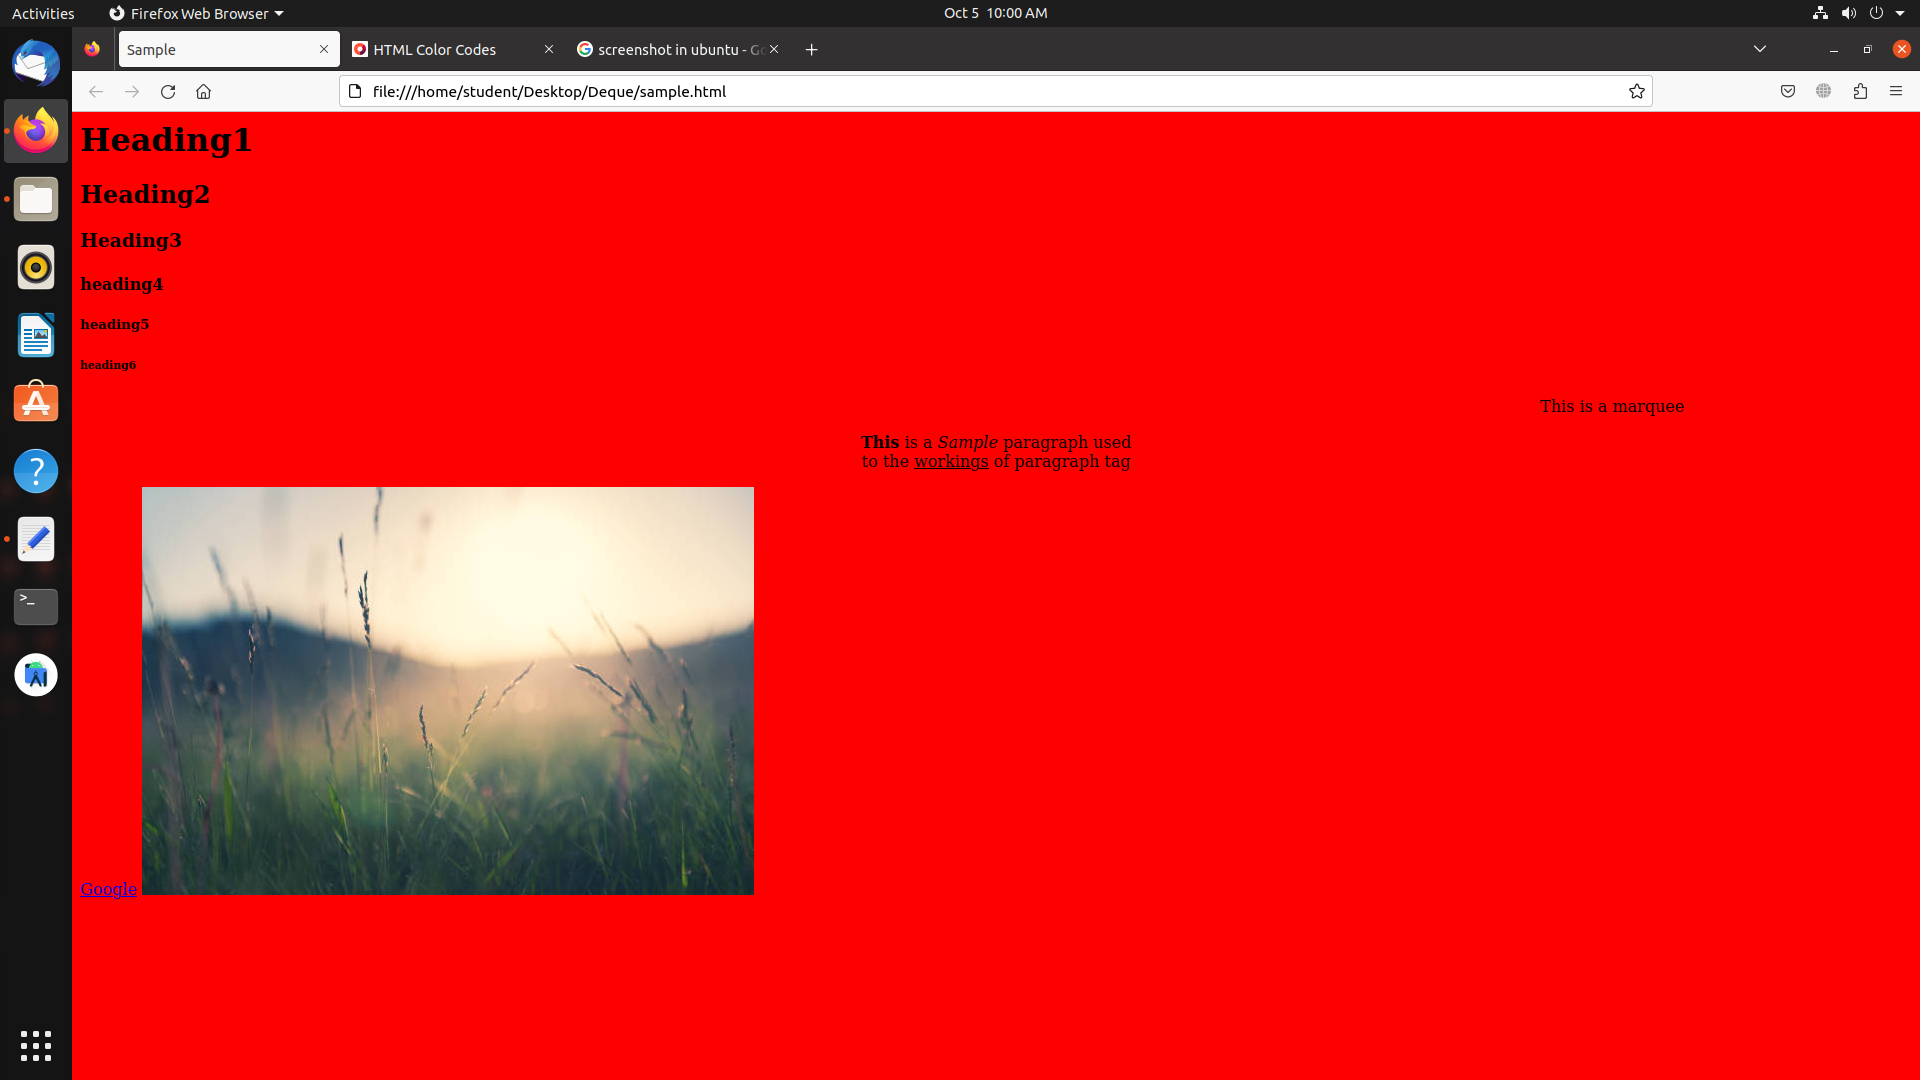 Activities Firefox Web Browser Oct 5 10:00 AM
Sample HTML Color Codes screenshot in ubuntu - Go
file:///home/student/Desktop/Deque/sample.html
Heading1
Heading2
Heading3
heading4
heading5
heading6
This is a marquee
This is a Sample paragraph used
to the workings of paragraph tag
Google